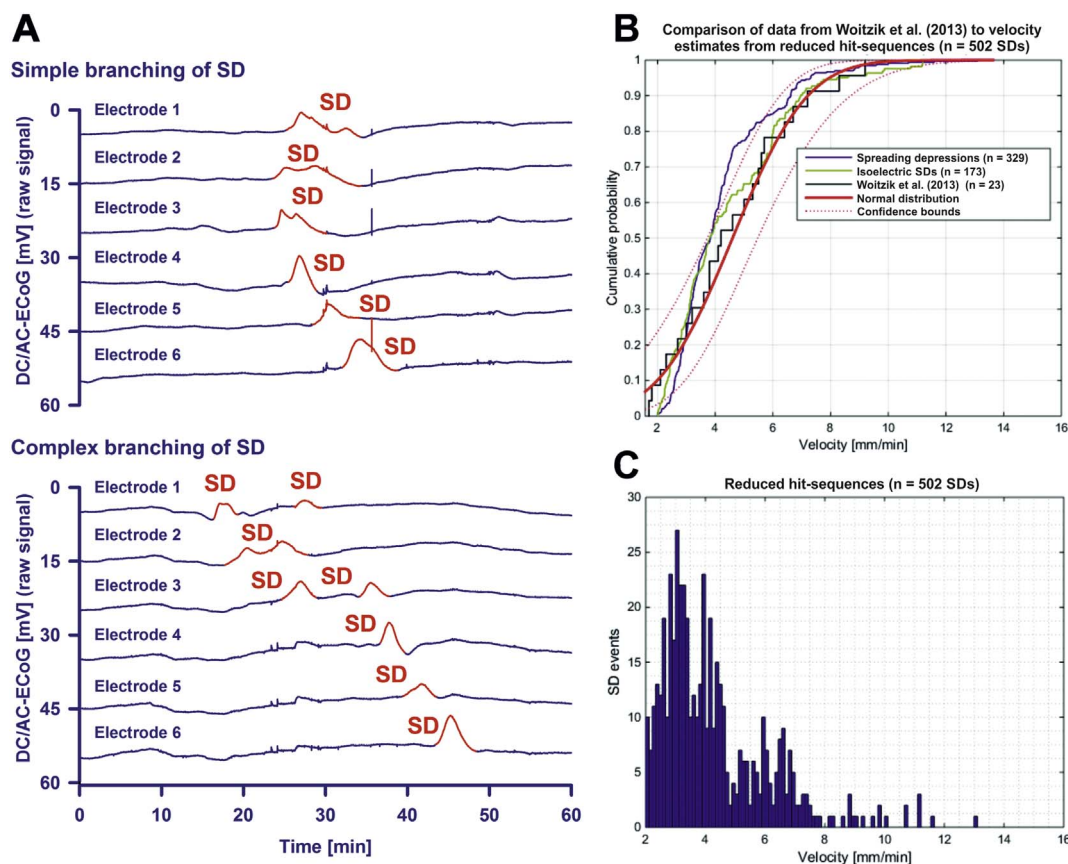 A
Simple branching of SD
DC/AC-ECoG [mV] (raw signal)
0
15
30
45
60
Electrode 1
SD
Electrode 2
SD
Electrode 3
SD
Electrode 4
SD
Electrode 5
SD
Electrode 6
SD
Complex branching of SD
DC/AC-ECoG [mV] (raw signal)
0
15
30
45
60
Electrode 1
SD
SD
Electrode 2
SD
Electrode 3
SD
SD
Electrode 4
SD
Electrode 5
SD
Electrode 6
SD
0 10 20 30 40 50 60
Time [min]
B
Comparison of data from Woitzik et al. (2013) to velocity
estimates from reduced hit-sequences (n = 502 SDs)
Cumulative probability
1
0.9
0.8
0.7
0.6
0.5
0.4
0.3
0.2
0.1
0
Spreading depressions (n = 329)
Isoelectric SDs (n = 173)
Woitzik et al. (2013) (n = 23)
Normal distribution
Confidence bounds
2 4 6 8 10 12 14 16
Velocity [mm/min]
C
Reduced hit-sequences (n = 502 SDs)
SD events
30
25
20
15
10
5
0
2 4 6 8 10 12 14 16
Velocity [mm/min]